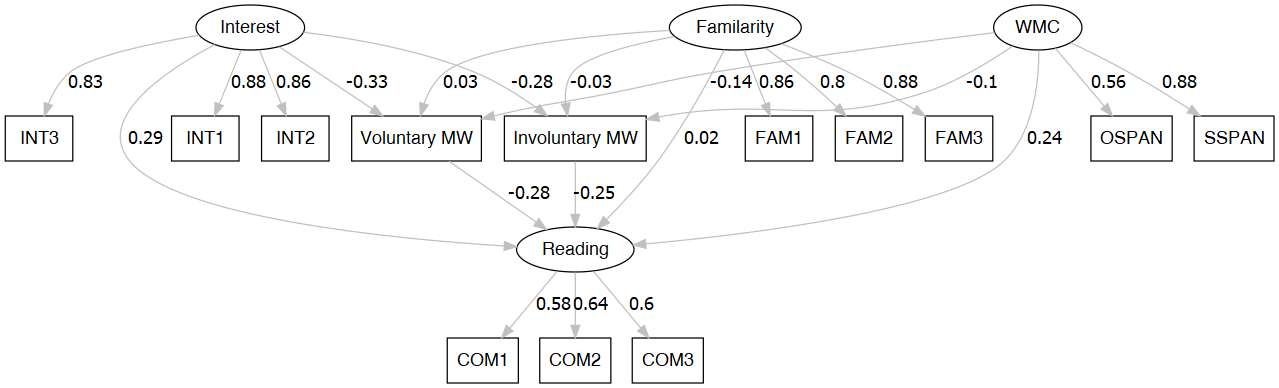 Interest
Familarity
WMC
0.83
0.88
0.86
-0.33
-0.28
0.03
-0.03
-0.14
0.86
0.8
0.88
-0.1
0.56
0.88
INT3
0.29
INT1
INT2
Voluntary MW
Involuntary MW
0.02
FAM1
FAM2
FAM3
0.24
OSPAN
SSPAN
-0.28
-0.25
Reading
0.58
0.64
0.6
COM1
COM2
COM3